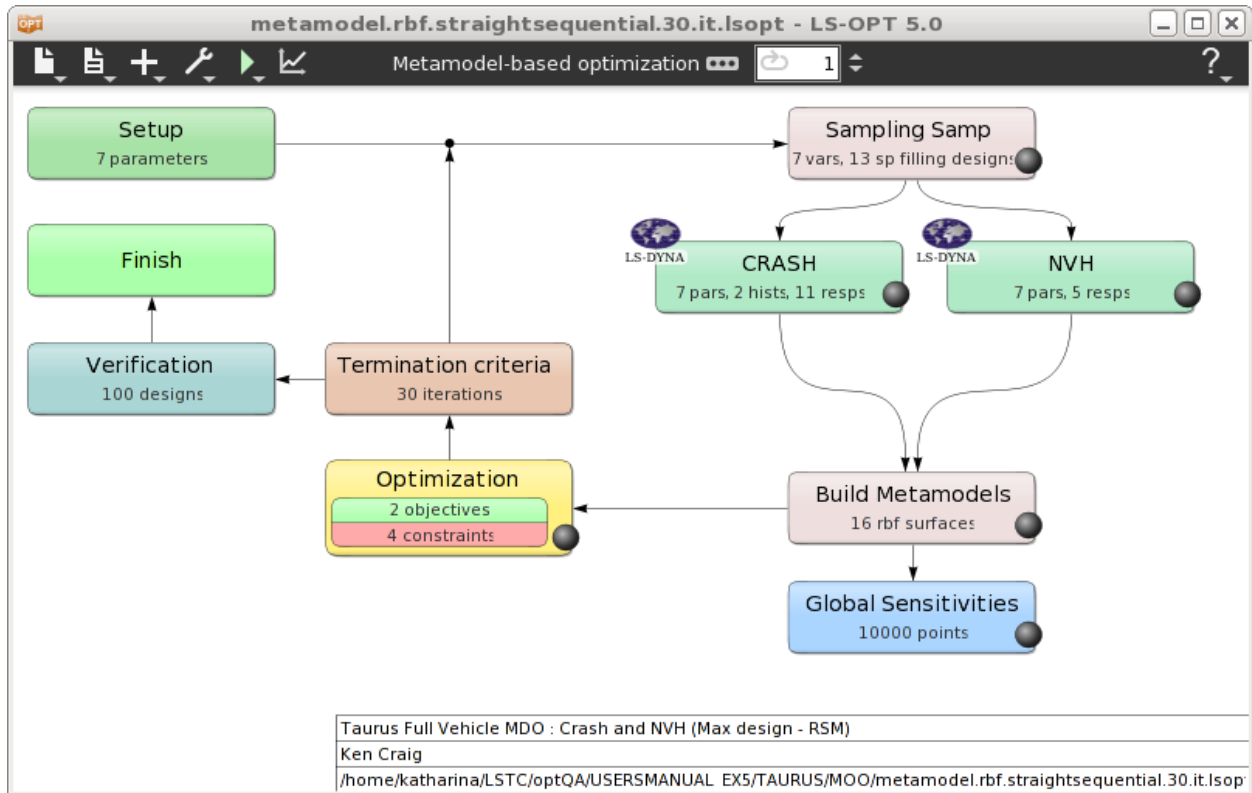 metamodel.rbf.straightsequential.30.it.lsopt - LS-OPT 5.0
Metamodel-based optimization
1
?
Setup
7 parameters
Sampling Samp
7 vars, 13 sp filling designs
Finish
LS-DYNA
CRASH
7 pars, 2 hists, 11 resps
LS-DYNA
NVH
7 pars, 5 resps
Verification
100 designs
Termination criteria
30 iterations
Optimization
2 objectives
4 constraints
Build Metamodels
16 rbf surfaces
Global Sensitivities
10000 points
Taurus Full Vehicle MDO : Crash and NVH (Max design - RSM)
Ken Craig
/home/katharina/LSTC/optQA/USERSMANUAL_EX5/TAURUS/MOO/metamodel.rbf.straightsequential.30.it.lsop